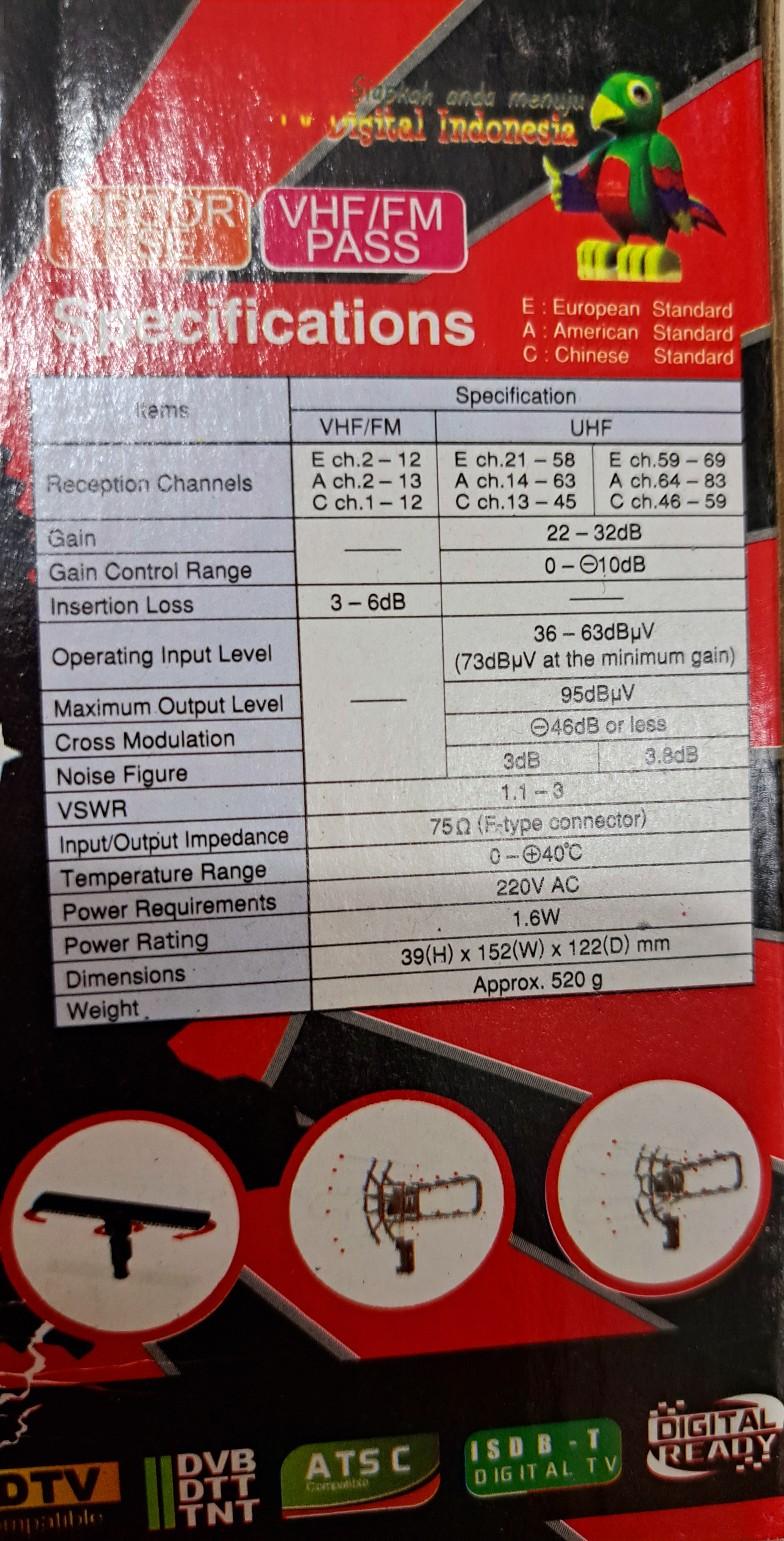 Siapkah anda menuju
TV Digital Indonesia
INDOOR
USE
VHF/FM
PASS
Specifications
E : European Standard
A : American Standard
C : Chinese Standard
Items
Specification
VHF/FM
UHF
Reception Channels
E ch.2 – 12
A ch.2 – 13
C ch.1 – 12
E ch.21 – 58
A ch.14 – 63
C ch.13 – 45
E ch.59 – 69
A ch.64 – 83
C ch.46 – 59
Gain
22 – 32dB
Gain Control Range
0 – ⊖10dB
Insertion Loss
3 – 6dB
Operating Input Level
36 – 63dBµV
(73dBµV at the minimum gain)
Maximum Output Level
95dBµV
Cross Modulation
⊖46dB or less
Noise Figure
3dB
3.8dB
VSWR
1.1 – 3
Input/Output Impedance
75Ω (F-type connector)
Temperature Range
0 – ⊕40℃
Power Requirements
220V AC
Power Rating
1.6W
Dimensions
39(H) x 152(W) x 122(D) mm
Weight
Approx. 520 g
DTV
DVB
DTT
TNT
ATSC
Compatible
ISDB-T
DIGITAL TV
DIGITAL
READY